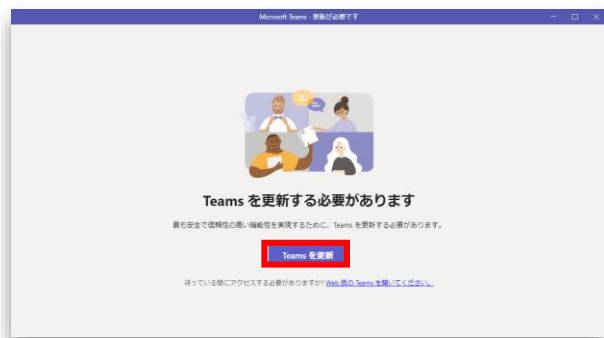 Microsoft Teams - 更新が必要です
Teams を更新する必要があります
最も安全で信頼性の高い機能性を実現するために、Teams を更新する必要があります。
Teams を更新
待っている間にアクセスする必要がありますか? Web 版の Teams を開いてください。